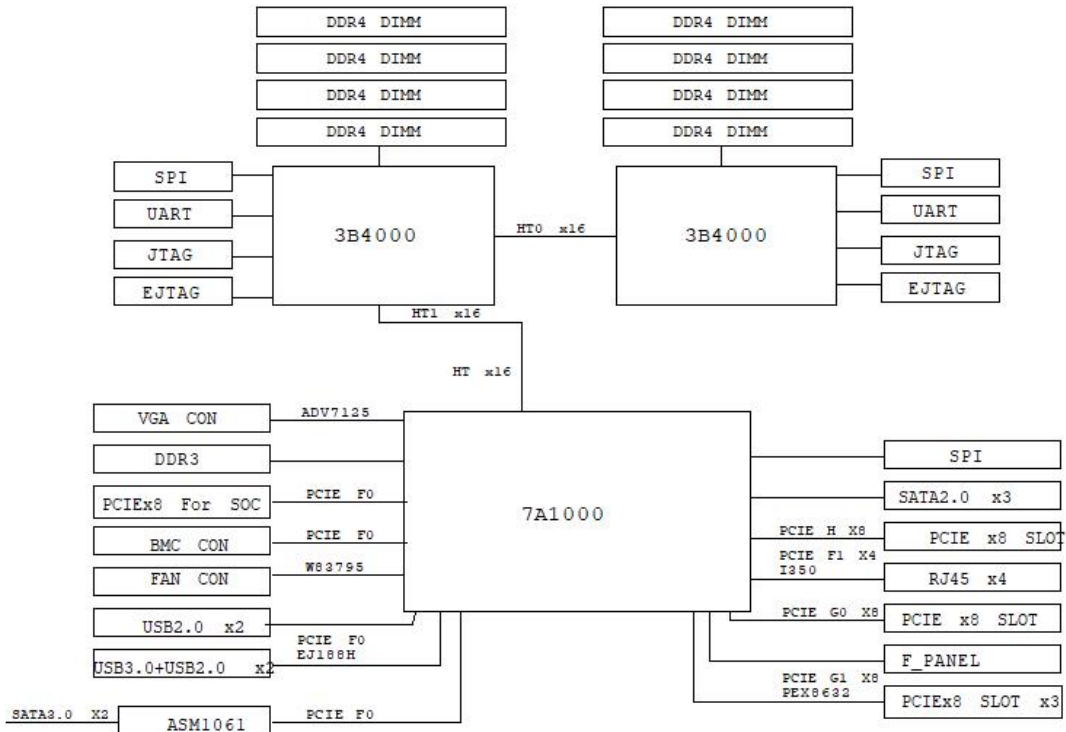 DDR4 DIMM
DDR4 DIMM
DDR4 DIMM
DDR4 DIMM
DDR4 DIMM
DDR4 DIMM
DDR4 DIMM
DDR4 DIMM
SPI
UART
JTAG
EJTAG
3B4000
HT0 x16
3B4000
SPI
UART
JTAG
EJTAG
HT1 x16
HT x16
VGA CON
ADV7125
DDR3
PCIEx8 For SOC
PCIE F0
BMC CON
PCIE F0
FAN CON
W83795
USB2.0 x2
USB3.0+USB2.0 x2
PCIE F0
EJ188H
SATA3.0 X2
ASM1061
PCIE F0
7A1000
SPI
SATA2.0 x3
PCIE H X8
PCIE x8 SLOT
PCIE F1 X4
I350
RJ45 x4
PCIE G0 X8
PCIE x8 SLOT
F_PANEL
PCIE G1 X8
PEX8632
PCIEx8 SLOT x3